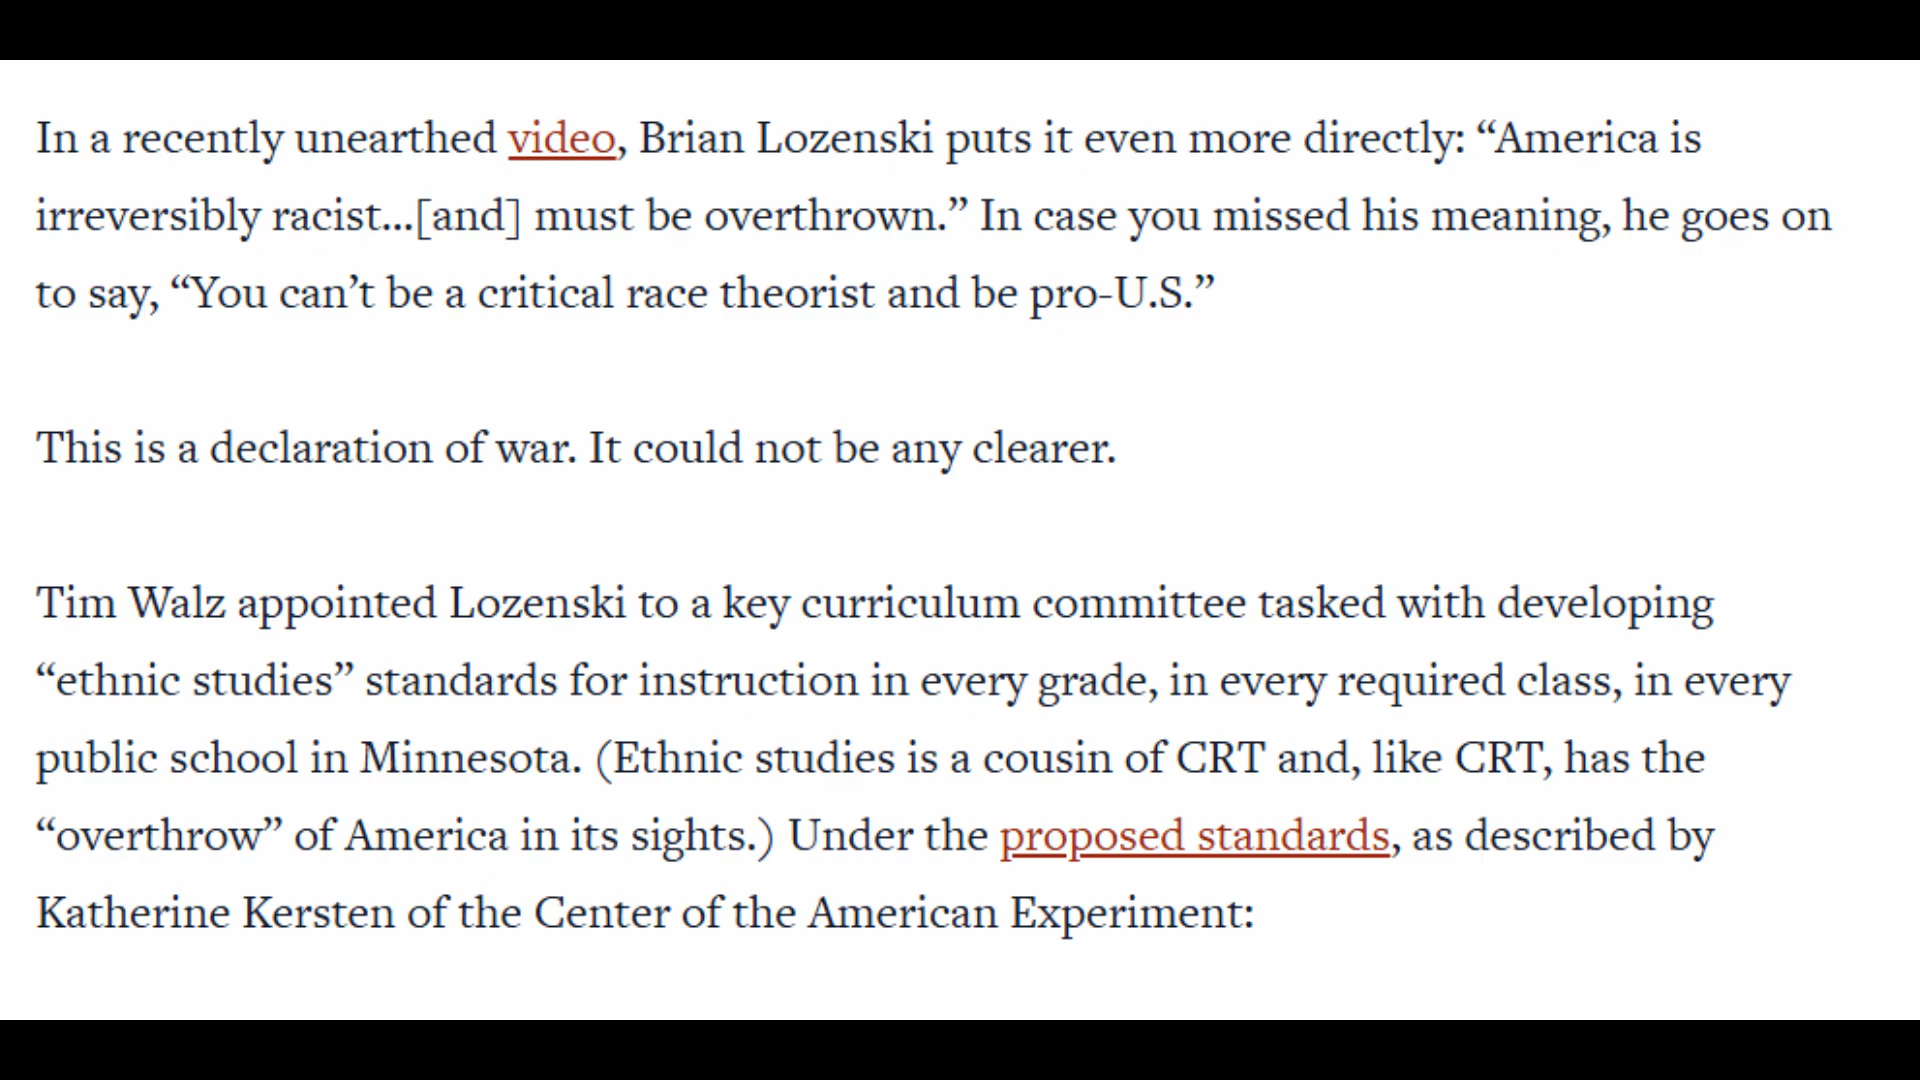 In a recently unearthed video, Brian Lozenski puts it even more directly: “America is
irreversibly racist...[and] must be overthrown.” In case you missed his meaning, he goes on
to say, “You can’t be a critical race theorist and be pro-U.S.”
This is a declaration of war. It could not be any clearer.
Tim Walz appointed Lozenski to a key curriculum committee tasked with developing
“ethnic studies” standards for instruction in every grade, in every required class, in every
public school in Minnesota. (Ethnic studies is a cousin of CRT and, like CRT, has the
“overthrow” of America in its sights.) Under the proposed standards, as described by
Katherine Kersten of the Center of the American Experiment: